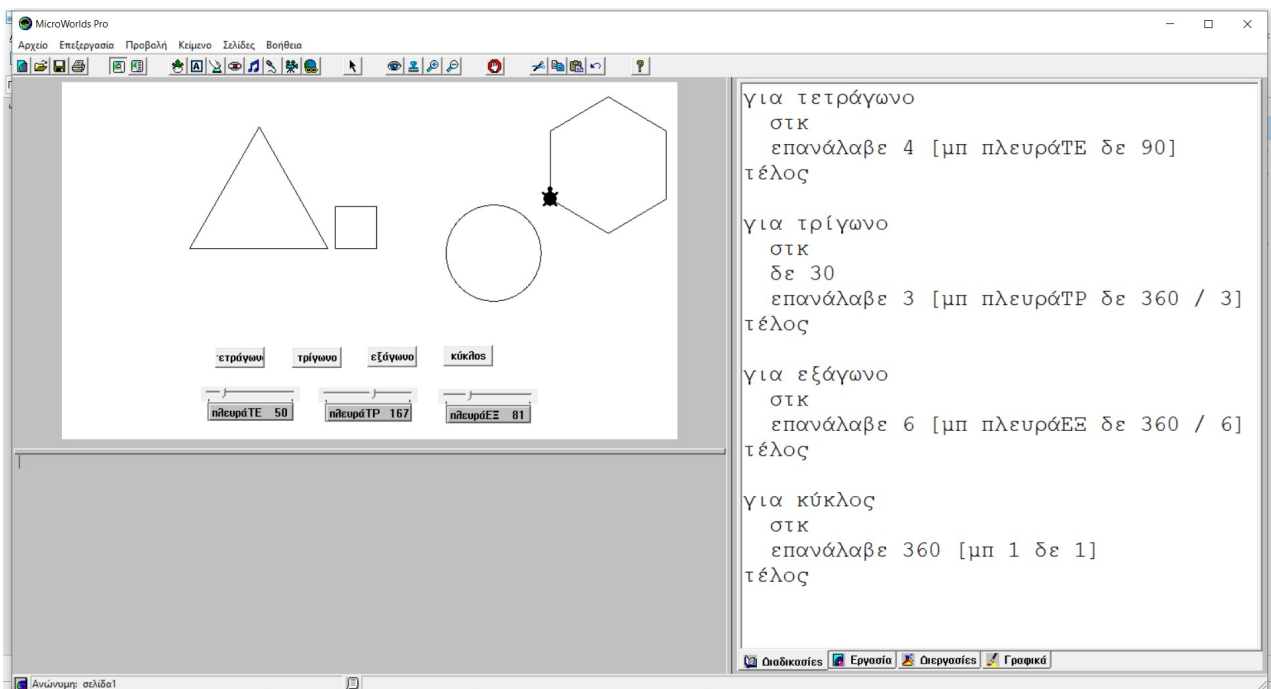 MicroWorlds Pro
Αρχείο Επεξεργασία Προβολή Κείμενο Σελίδες Βοήθεια
για τετράγωνο
στκ
επανάλαβε 4 [μπ πλευράΤΕ δε 90]
τέλος
για τρίγωνο
στκ
δε 30
επανάλαβε 3 [μπ πλευράΤΡ δε 360 / 3]
τέλος
για εξάγωνο
στκ
επανάλαβε 6 [μπ πλευράΕΞ δε 360 / 6]
τέλος
για κύκλος
στκ
επανάλαβε 360 [μπ 1 δε 1]
τέλος
τρίγωνο εξάγωνο κύκλος
πλευράΤΕ 50 πλευράΤΡ 167 πλευράΕΞ 81
Διαδικασίες Εργασία Διεργασίες Γραφικά
Ανώνυμη: σελίδα1